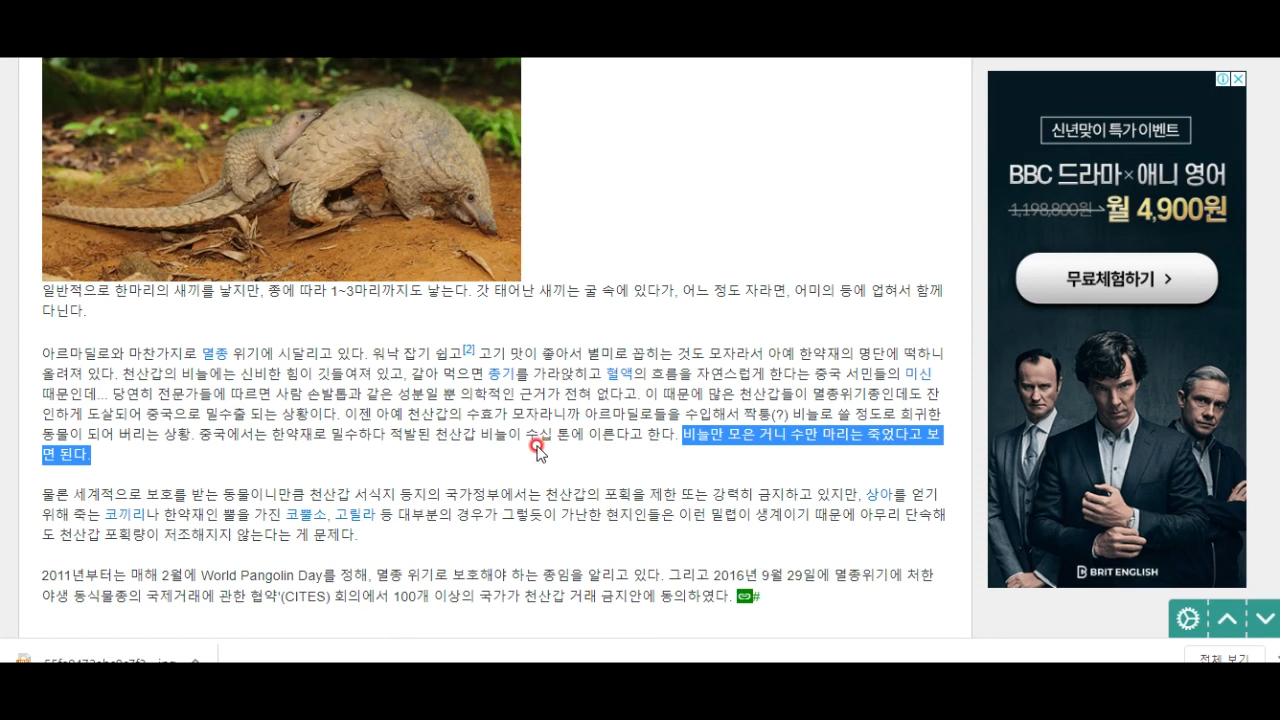 일반적으로 한마리의 새끼를 낳지만, 종에 따라 1~3마리까지도 낳는다. 갓 태어난 새끼는 굴 속에 있다가, 어느 정도 자라면, 어미의 등에 업혀서 함께
다닌다.
아르마딜로와 마찬가지로 멸종 위기에 시달리고 있다. 워낙 잡기 쉽고[2] 고기 맛이 좋아서 별미로 꼽히는 것도 모자라서 아예 한약재의 명단에 떡하니
올려져 있다. 천산갑의 비늘에는 신비한 힘이 깃들여져 있고, 갈아 먹으면 종기를 가라앉히고 혈액의 흐름을 자연스럽게 한다는 중국 서민들의 미신
때문인데... 당연히 전문가들에 따르면 사람 손발톱과 같은 성분일 뿐 의학적인 근거가 전혀 없다고. 이 때문에 많은 천산갑들이 멸종위기종인데도 잔
인하게 도살되어 중국으로 밀수출 되는 상황이다. 이젠 아예 천산갑의 수효가 모자라니까 아르마딜로들을 수입해서 짝퉁(?) 비늘로 쓸 정도로 희귀한
동물이 되어 버리는 상황. 중국에서는 한약재로 밀수하다 적발된 천산갑 비늘이 수십 톤에 이른다고 한다. 비늘만 모은 거니 수만 마리는 죽었다고 보
면 된다.
물론 세계적으로 보호를 받는 동물이니만큼 천산갑 서식지 등지의 국가정부에서는 천산갑의 포획을 제한 또는 강력히 금지하고 있지만, 상아를 얻기
위해 죽는 코끼리나 한약재인 뿔을 가진 코뿔소, 고릴라 등 대부분의 경우가 그렇듯이 가난한 현지인들은 이런 밀렵이 생계이기 때문에 아무리 단속해
도 천산갑 포획량이 저조해지지 않는다는 게 문제다.
2011년부터는 매해 2월에 World Pangolin Day를 정해, 멸종 위기로 보호해야 하는 종임을 알리고 있다. 그리고 2016년 9월 29일에 멸종위기에 처한
야생 동식물종의 국제거래에 관한 협약'(CITES) 회의에서 100개 이상의 국가가 천산갑 거래 금지안에 동의하였다. #
신년맞이 특가 이벤트
BBC 드라마×애니 영어
1,198,800원→월 4,900원
무료체험하기 >
BRIT ENGLISH
전체 보기